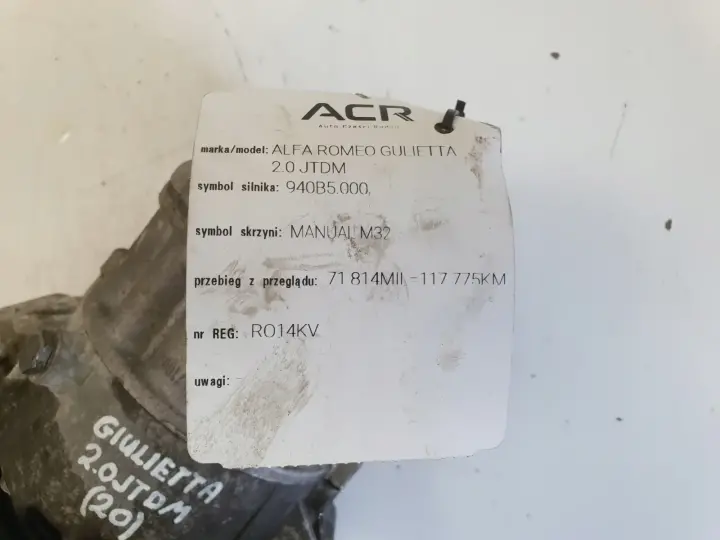 ACR
marka/model: ALFA ROMEO GULIETTA
2.0 JTDM
symbol silnika: 940B5.000.
symbol skrzyni: MANUAL M32
przebieg z przeglądu: 71 814MIL -117 775KM
nr REG: RO14KV
uwagi:
GIULIETTA
2.0JTDM
(20)